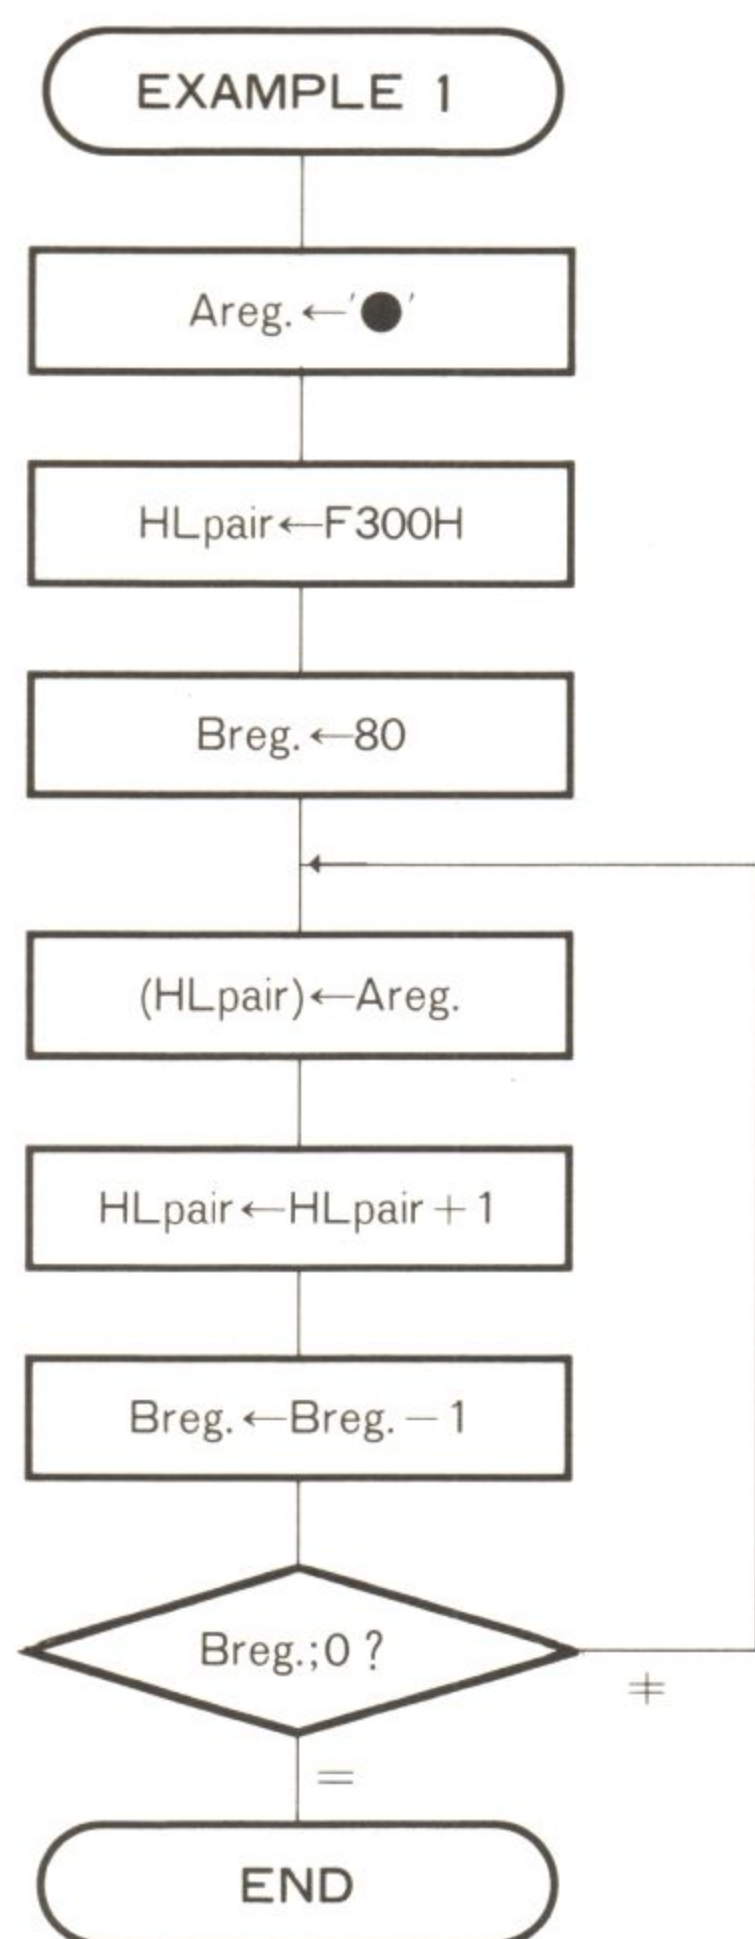 EXAMPLE 1
Areg.←'●'
HLpair←F300H
Breg.←80
(HLpair)←Areg.
HLpair←HLpair+1
Breg.←Breg.−1
Breg.;0?
≠
=
END